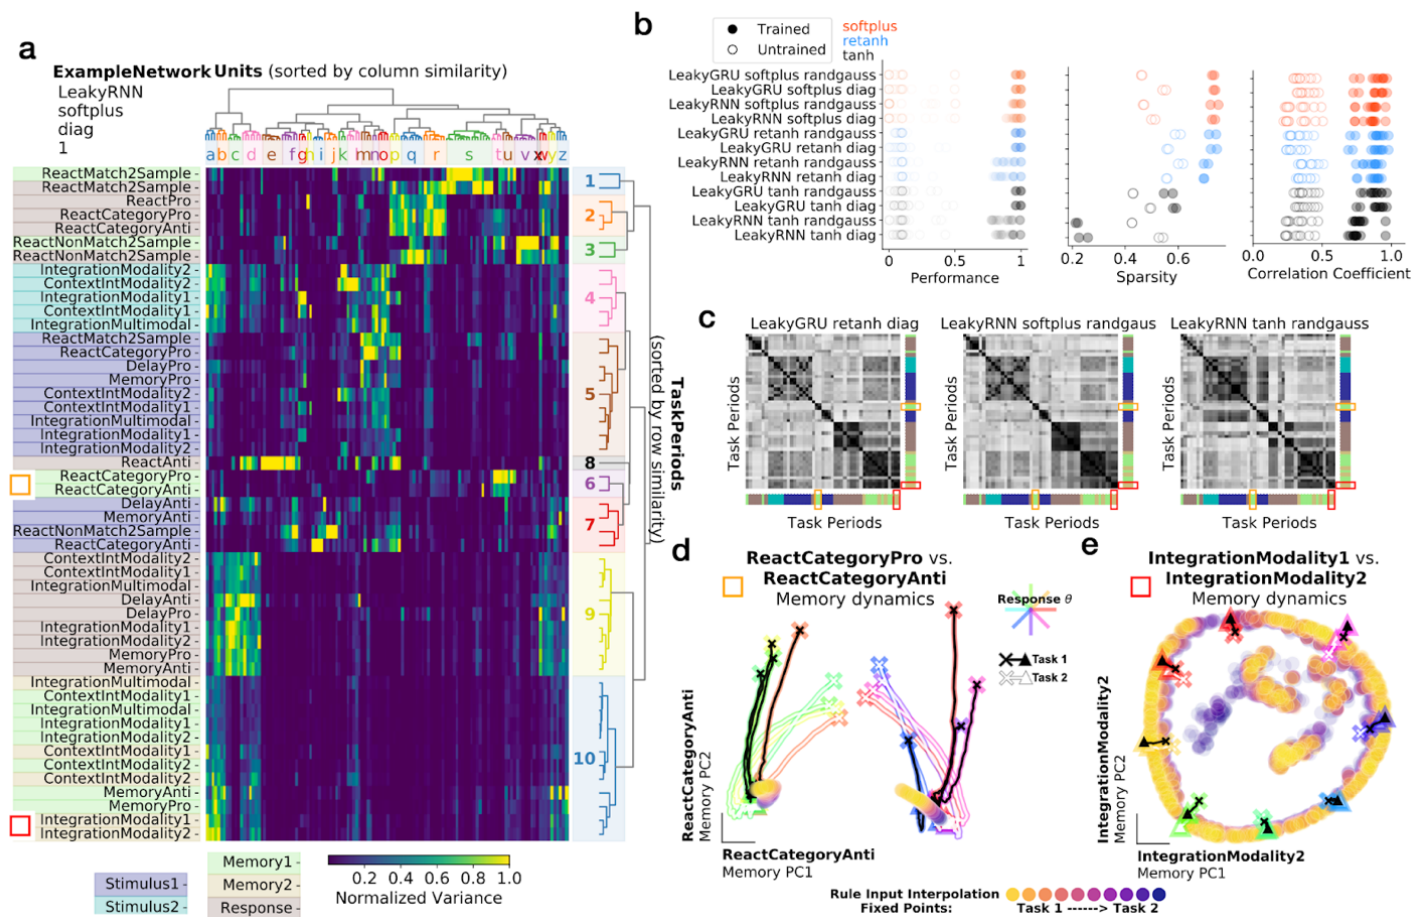 a
ExampleNetwork Units (sorted by column similarity)
LeakyRNN
softplus
diag
1
a b c d e f g h i j k l m n o p q r s t u v x w y z
ReactMatch2Sample
ReactMatch2Sample
ReactPro
ReactCategoryPro
ReactCategoryAnti
ReactNonMatch2Sample
ReactNonMatch2Sample
IntegrationModality2
ContextIntModality2
IntegrationModality1
ContextIntModality1
IntegrationMultimodal
ReactMatch2Sample
ReactCategoryPro
DelayPro
MemoryPro
ContextIntModality2
ContextIntModality1
IntegrationMultimodal
IntegrationModality1
IntegrationModality2
ReactAnti
ReactCategoryPro
ReactCategoryAnti
DelayAnti
MemoryAnti
ReactNonMatch2Sample
ReactCategoryAnti
ContextIntModality2
ContextIntModality1
IntegrationMultimodal
DelayAnti
DelayPro
IntegrationModality1
IntegrationModality2
MemoryPro
MemoryAnti
IntegrationMultimodal
ContextIntModality1
IntegrationMultimodal
IntegrationModality1
IntegrationModality2
ContextIntModality1
ContextIntModality2
ContextIntModality2
MemoryAnti
MemoryPro
IntegrationModality1
IntegrationModality2
1
2
3
4
5
8
6
7
9
10
TaskPeriods
(sorted by row similarity)
Stimulus1
Stimulus2
Memory1
Memory2
Response
0.2 0.4 0.6 0.8 1.0
Normalized Variance
b
Trained
Untrained
softplus
retanh
tanh
LeakyGRU softplus randgauss
LeakyGRU softplus diag
LeakyRNN softplus randgauss
LeakyRNN softplus diag
LeakyGRU retanh randgauss
LeakyGRU retanh diag
LeakyRNN retanh randgauss
LeakyRNN retanh diag
LeakyGRU tanh randgauss
LeakyGRU tanh diag
LeakyRNN tanh randgauss
LeakyRNN tanh diag
0 0.5 1
Performance
0.2 0.4 0.6
Sparsity
0.0 0.5 1.0
Correlation Coefficient
c
LeakyGRU retanh diag
LeakyRNN softplus randgaus
LeakyRNN tanh randgauss
Task Periods
Task Periods
Task Periods
Task Periods
Task Periods
Task Periods
d
ReactCategoryPro vs.
ReactCategoryAnti
Memory dynamics
Response θ
Task 1
Task 2
ReactCategoryAnti
Memory PC2
ReactCategoryAnti
Memory PC1
e
IntegrationModality1 vs.
IntegrationModality2
Memory dynamics
IntegrationModality2
Memory PC2
IntegrationModality2
Memory PC1
Rule Input Interpolation
Fixed Points: Task 1 ------> Task 2